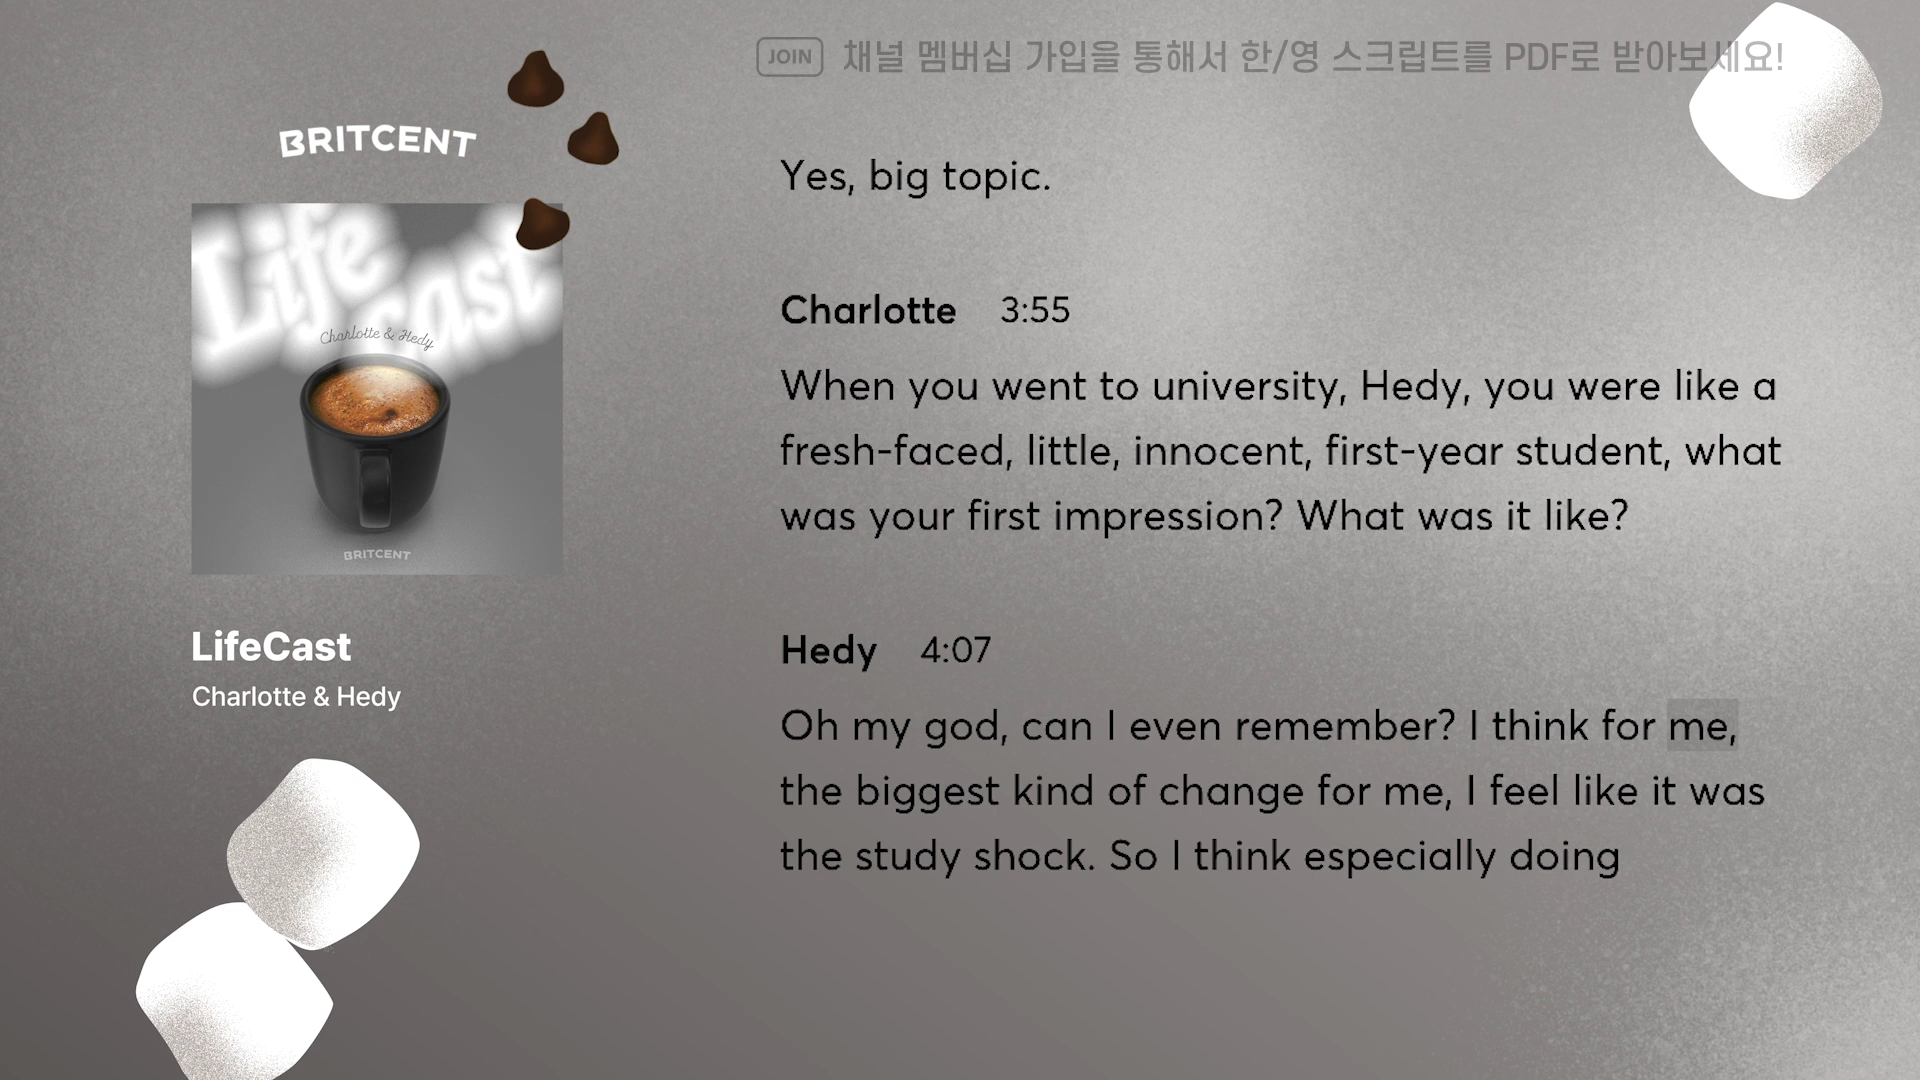 JOIN 채널 멤버십 가입을 통해서 한/영 스크립트를 PDF로 받아보세요!
BRITCENT
Life
cast
Charlotte & Hedy
BRITCENT
LifeCast
Charlotte & Hedy
Yes, big topic.
Charlotte 3:55
When you went to university, Hedy, you were like a
fresh-faced, little, innocent, first-year student, what
was your first impression? What was it like?
Hedy 4:07
Oh my god, can I even remember? I think for me,
the biggest kind of change for me, I feel like it was
the study shock. So I think especially doing